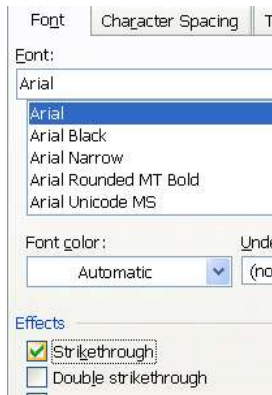 Font Character Spacing T
Font:
Arial
Arial
Arial Black
Arial Narrow
Arial Rounded MT Bold
Arial Unicode MS
Font color: Unde
Automatic (no
Effects
Strikethrough
Double strikethrough